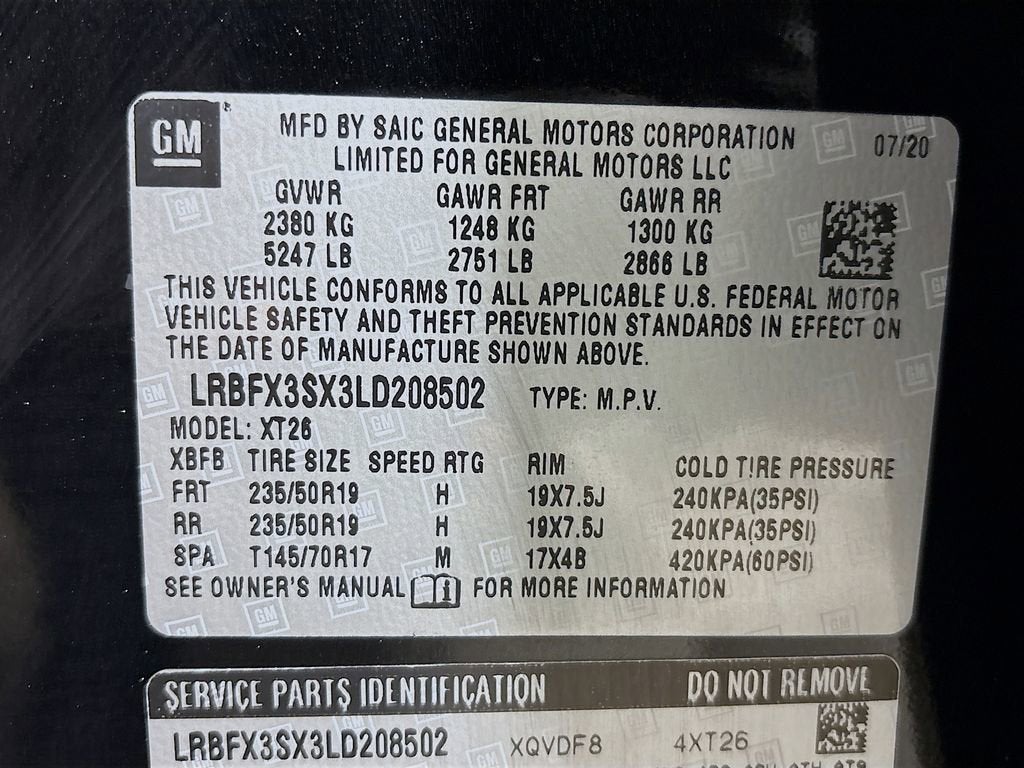 GM
MFD BY SAIC GENERAL MOTORS CORPORATION
LIMITED FOR GENERAL MOTORS LLC
07/20
GVWR GAWR FRT GAWR RR
2380 KG 1248 KG 1300 KG
5247 LB 2751 LB 2866 LB
THIS VEHICLE CONFORMS TO ALL APPLICABLE U.S. FEDERAL MOTOR
VEHICLE SAFETY AND THEFT PREVENTION STANDARDS IN EFFECT ON
THE DATE OF MANUFACTURE SHOWN ABOVE.
LRBFX3SX3LD208502 TYPE: M.P.V.
MODEL: XT26
XBFB TIRE SIZE SPEED RTG RIM COLD TIRE PRESSURE
FRT 235/50R19 H 19X7.5J 240KPA(35PSI)
RR 235/50R19 H 19X7.5J 240KPA(35PSI)
SPA T145/70R17 M 17X4B 420KPA(60PSI)
SEE OWNER'S MANUAL FOR MORE INFORMATION
SERVICE PARTS IDENTIFICATION DO NOT REMOVE
LRBFX3SX3LD208502 XQVDF8 4XT26